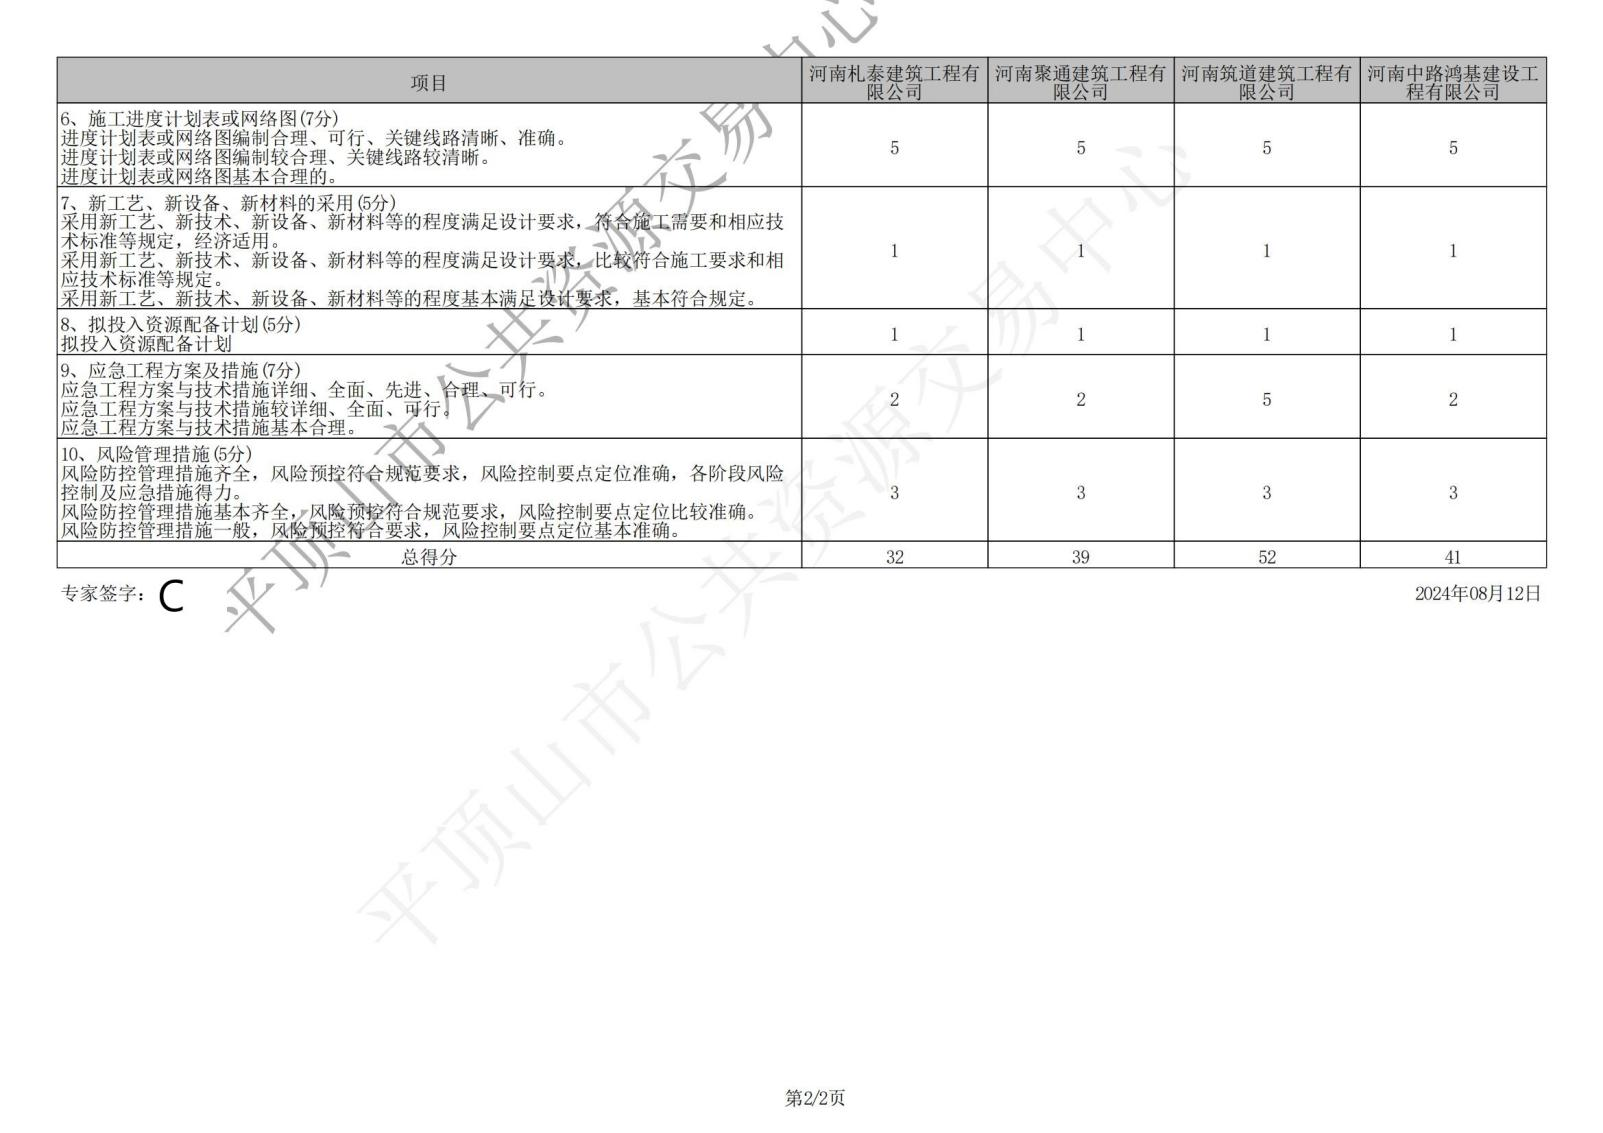 项目
河南札泰建筑工程有
限公司
河南聚通建筑工程有
限公司
河南筑道建筑工程有
限公司
河南中路鸿基建设工
程有限公司
6、施工进度计划表或网络图(7分)
进度计划表或网络图编制合理、可行、关键线路清晰、准确。
进度计划表或网络图编制较合理、关键线路较清晰。
进度计划表或网络图基本合理的。
5
5
5
5
7、新工艺、新设备、新材料的采用(5分)
采用新工艺、新技术、新设备、新材料等的程度满足设计要求，符合施工需要和相应技
术标准等规定，经济适用。
采用新工艺、新技术、新设备、新材料等的程度满足设计要求，比较符合施工要求和相
应技术标准等规定。
采用新工艺、新技术、新设备、新材料等的程度基本满足设计要求，基本符合规定。
1
1
1
1
8、拟投入资源配备计划(5分)
拟投入资源配备计划
1
1
1
1
9、应急工程方案及措施(7分)
应急工程方案与技术措施详细、全面、先进、合理、可行。
应急工程方案与技术措施较详细、全面、可行。
应急工程方案与技术措施基本合理。
2
2
5
2
10、风险管理措施(5分)
风险防控管理措施齐全，风险预控符合规范要求，风险控制要点定位准确，各阶段风险
控制及应急措施得力。
风险防控管理措施基本齐全，风险预控符合规范要求，风险控制要点定位比较准确。
风险防控管理措施一般，风险预控符合要求，风险控制要点定位基本准确。
3
3
3
3
总得分
32
39
52
41
专家签字：C
2024年08月12日
平顶山市公共资源交易中心
平顶山市公共资源交易中心
第2/2页